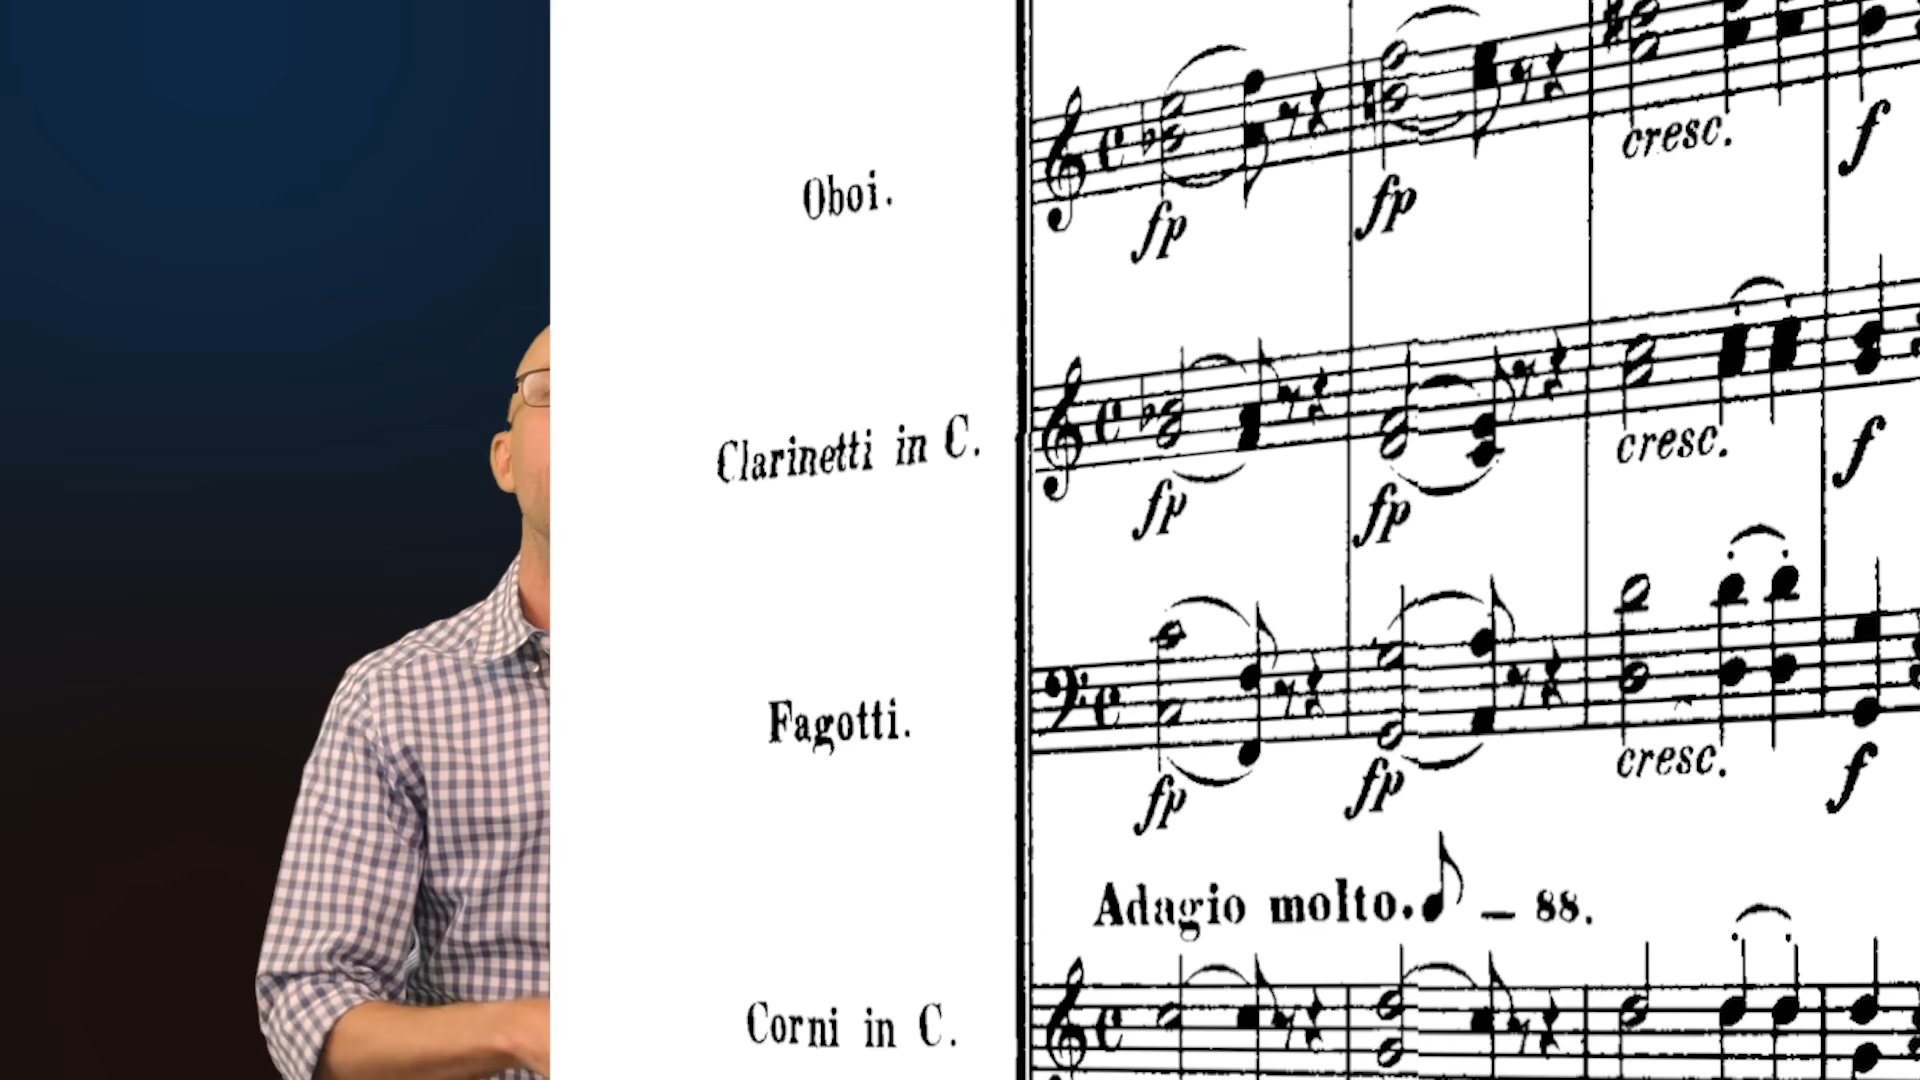 Oboi.
fp fp cresc. f
Clarinetti in C.
fp fp cresc. f
Fagotti.
fp fp cresc. f
Adagio molto. ♪ – 88.
Corni in C.